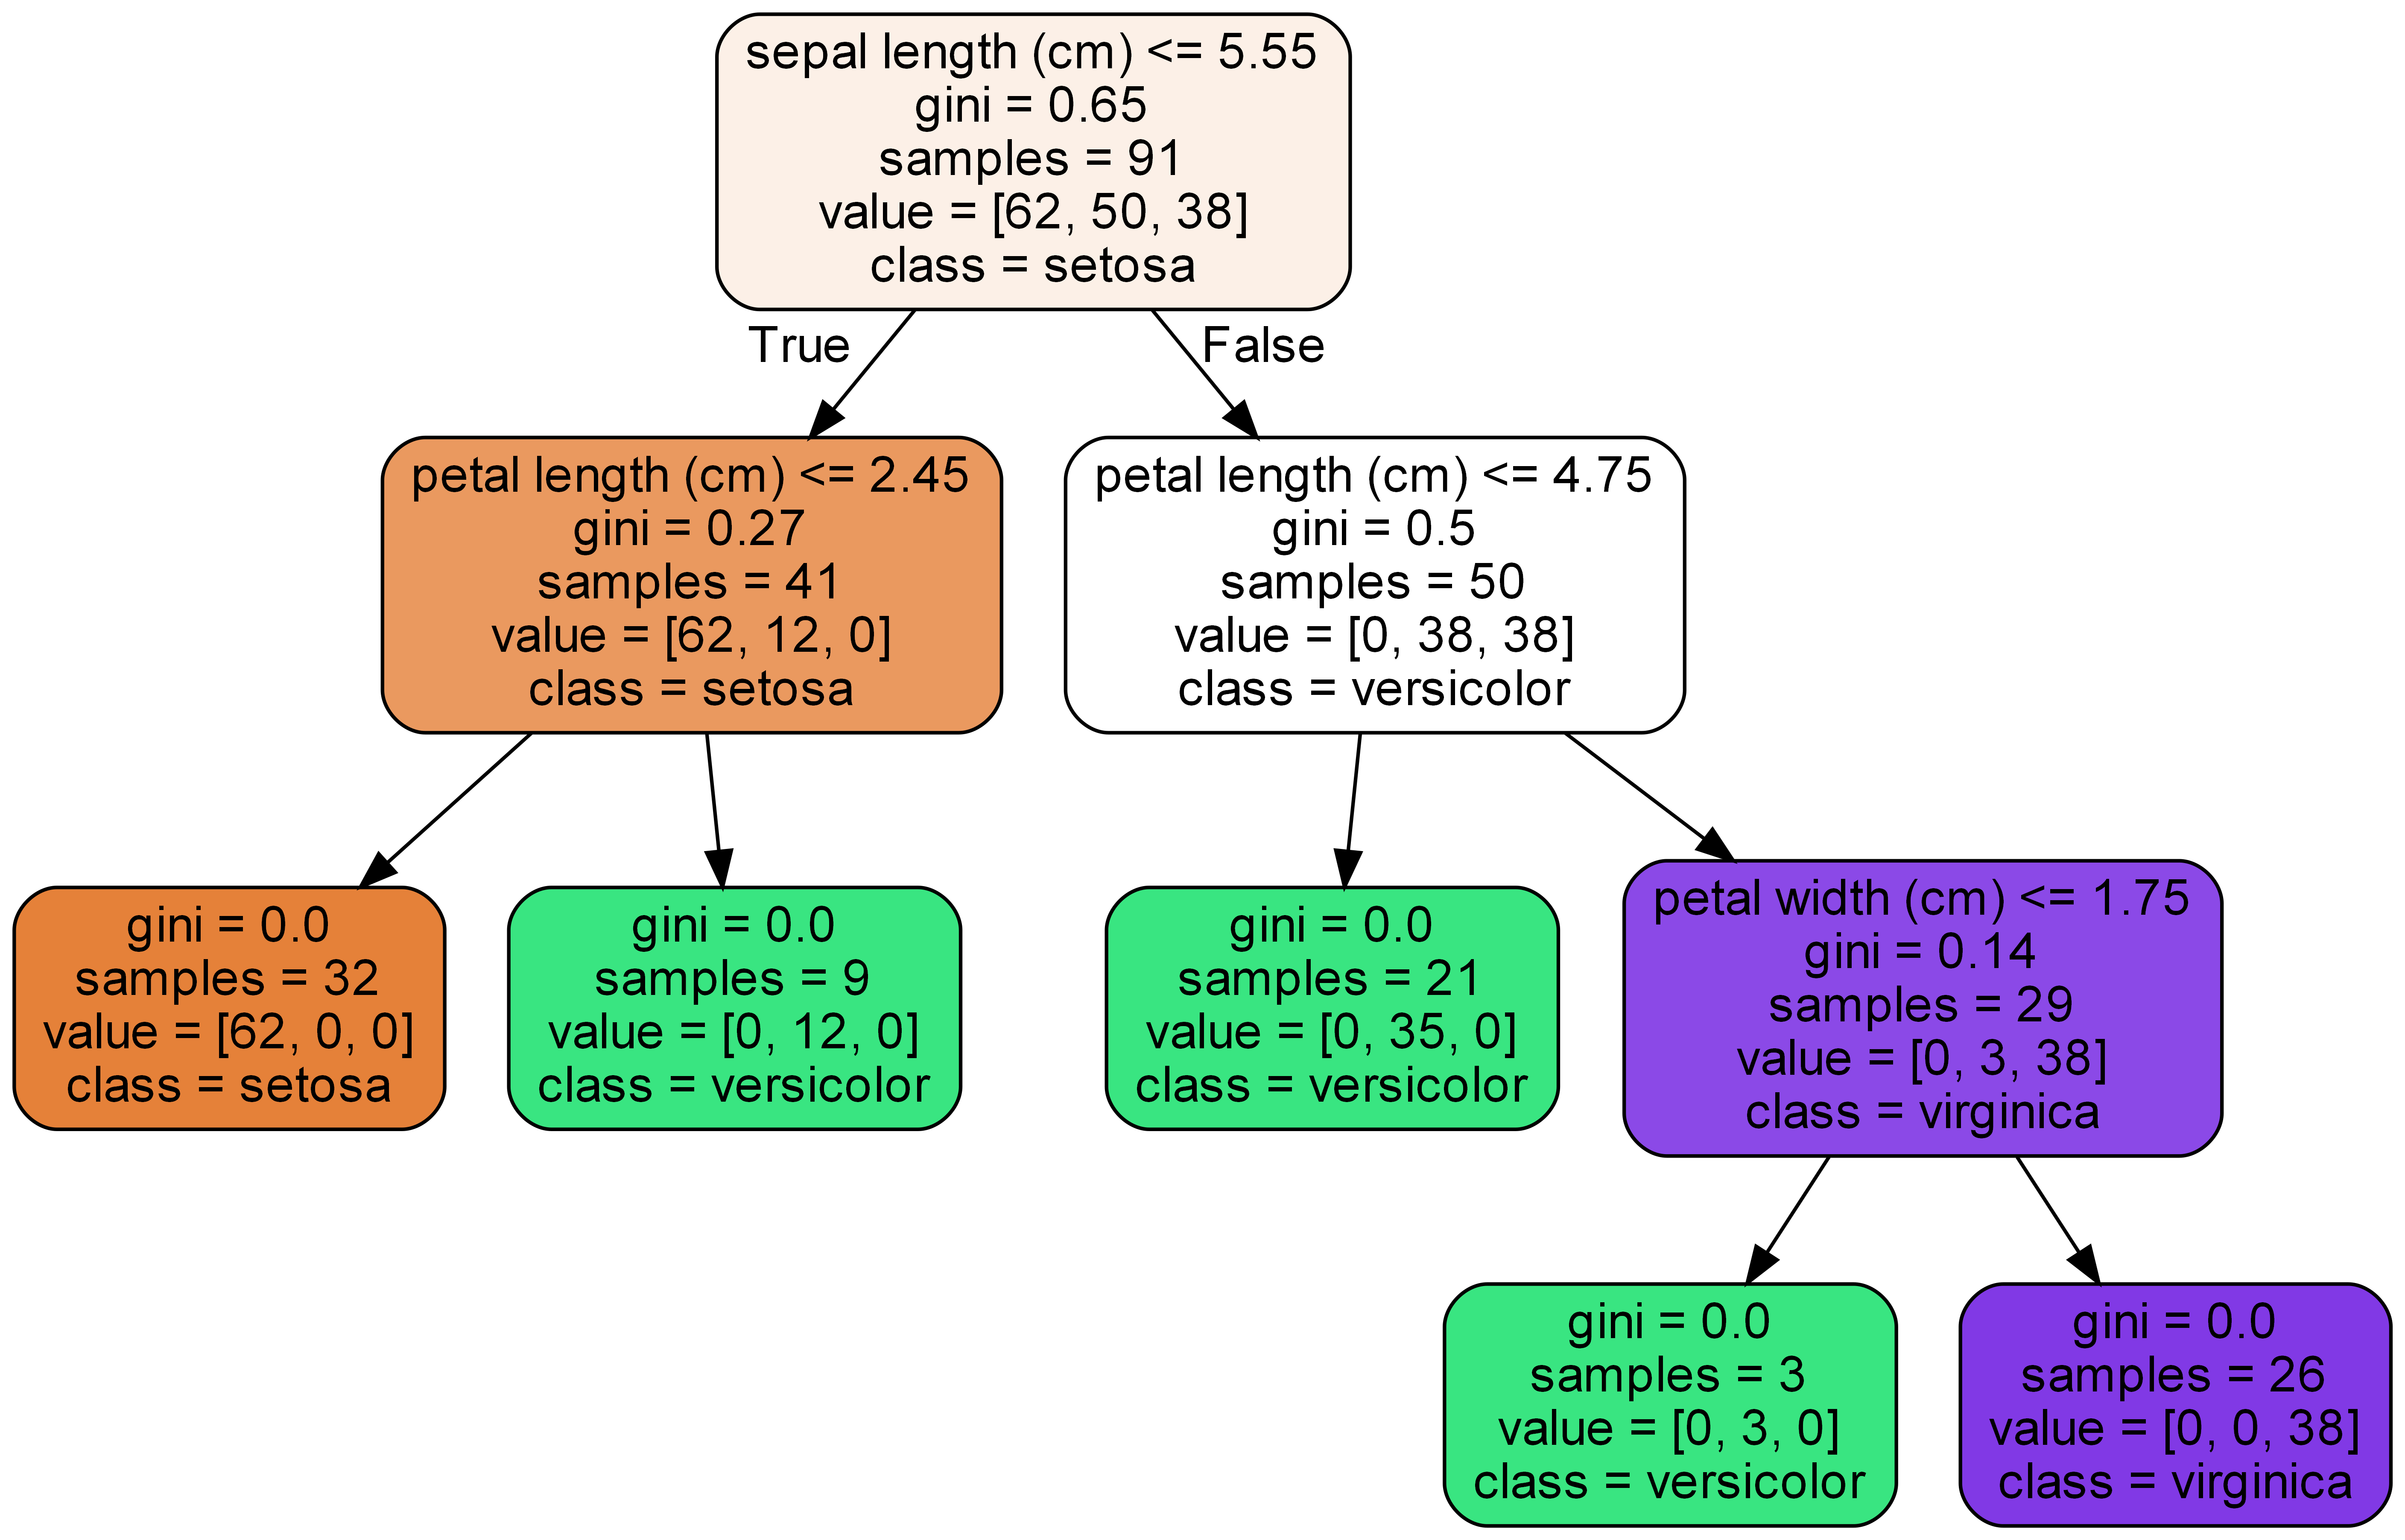 sepal length (cm) <= 5.55
gini = 0.65
samples = 91
value = [62, 50, 38]
class = setosa
True
False
petal length (cm) <= 2.45
gini = 0.27
samples = 41
value = [62, 12, 0]
class = setosa
petal length (cm) <= 4.75
gini = 0.5
samples = 50
value = [0, 38, 38]
class = versicolor
gini = 0.0
samples = 32
value = [62, 0, 0]
class = setosa
gini = 0.0
samples = 9
value = [0, 12, 0]
class = versicolor
gini = 0.0
samples = 21
value = [0, 35, 0]
class = versicolor
petal width (cm) <= 1.75
gini = 0.14
samples = 29
value = [0, 3, 38]
class = virginica
gini = 0.0
samples = 3
value = [0, 3, 0]
class = versicolor
gini = 0.0
samples = 26
value = [0, 0, 38]
class = virginica